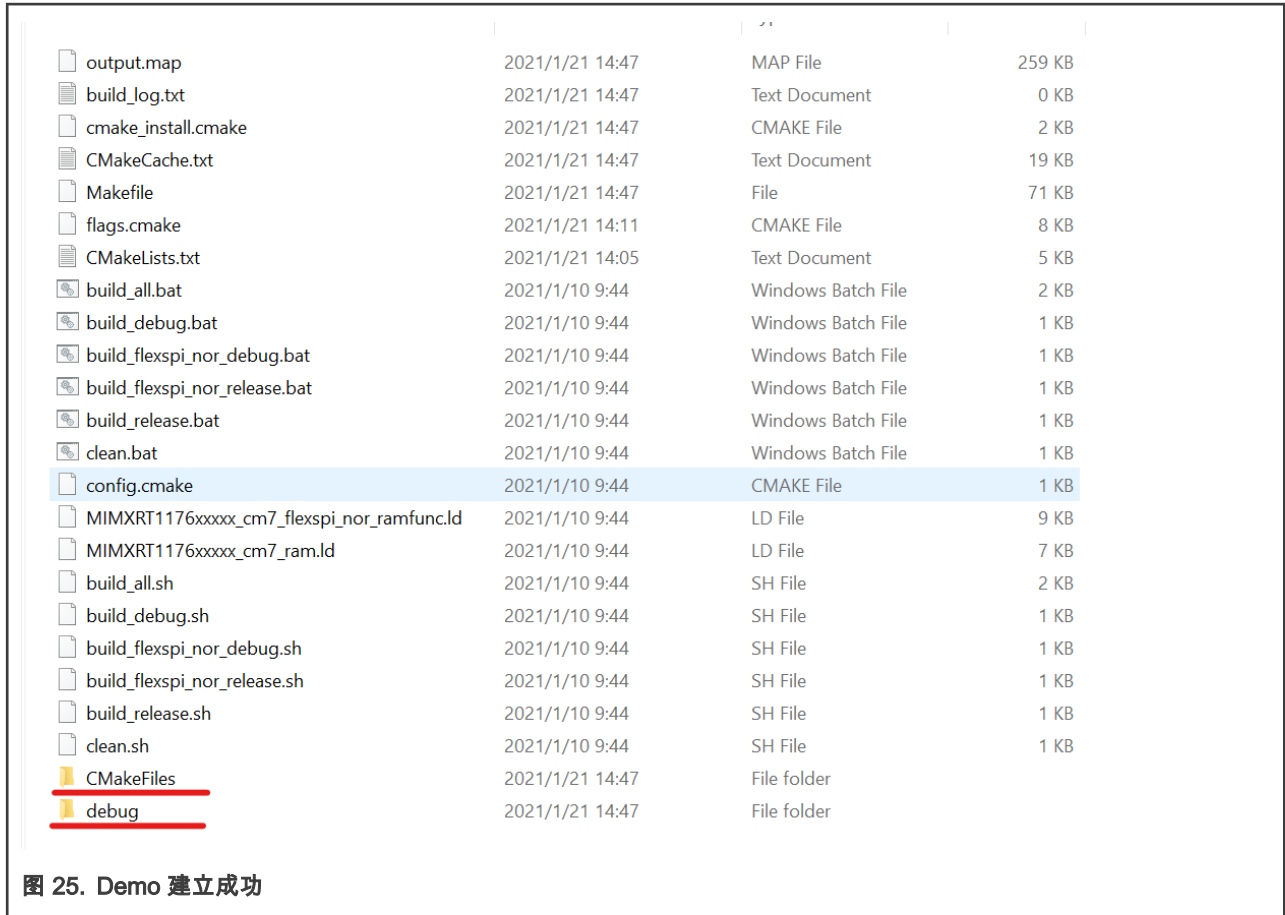 output.map 2021/1/21 14:47 MAP File 259 KB
build_log.txt 2021/1/21 14:47 Text Document 0 KB
cmake_install.cmake 2021/1/21 14:47 CMAKE File 2 KB
CMakeCache.txt 2021/1/21 14:47 Text Document 19 KB
Makefile 2021/1/21 14:47 File 71 KB
flags.cmake 2021/1/21 14:11 CMAKE File 8 KB
CMakeLists.txt 2021/1/21 14:05 Text Document 5 KB
build_all.bat 2021/1/10 9:44 Windows Batch File 2 KB
build_debug.bat 2021/1/10 9:44 Windows Batch File 1 KB
build_flexspi_nor_debug.bat 2021/1/10 9:44 Windows Batch File 1 KB
build_flexspi_nor_release.bat 2021/1/10 9:44 Windows Batch File 1 KB
build_release.bat 2021/1/10 9:44 Windows Batch File 1 KB
clean.bat 2021/1/10 9:44 Windows Batch File 1 KB
config.cmake 2021/1/10 9:44 CMAKE File 1 KB
MIMXRT1176xxxxx_cm7_flexspi_nor_ramfunc.ld 2021/1/10 9:44 LD File 9 KB
MIMXRT1176xxxxx_cm7_ram.ld 2021/1/10 9:44 LD File 7 KB
build_all.sh 2021/1/10 9:44 SH File 2 KB
build_debug.sh 2021/1/10 9:44 SH File 1 KB
build_flexspi_nor_debug.sh 2021/1/10 9:44 SH File 1 KB
build_flexspi_nor_release.sh 2021/1/10 9:44 SH File 1 KB
build_release.sh 2021/1/10 9:44 SH File 1 KB
clean.sh 2021/1/10 9:44 SH File 1 KB
CMakeFiles 2021/1/21 14:47 File folder
debug 2021/1/21 14:47 File folder
图 25. Demo 建立成功